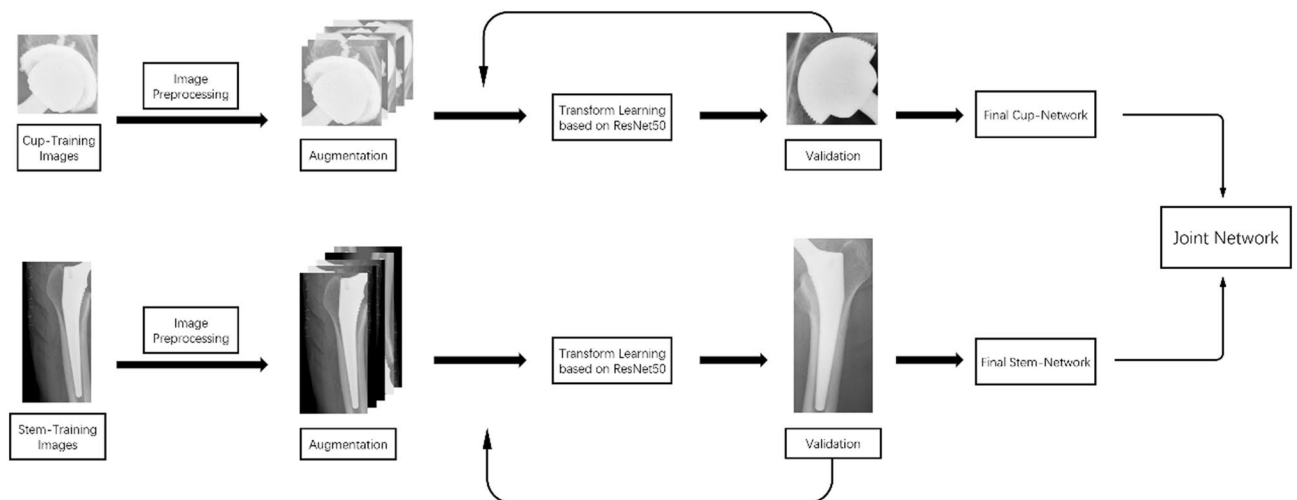 Image
Preprocessing
Cup-Training
Images
Augmentation
Transform Learning
based on ResNet50
Validation
Final Cup-Network
Joint Network
Image
Preprocessing
Stem-Training
Images
Augmentation
Transform Learning
based on ResNet50
Validation
Final Stem-Network